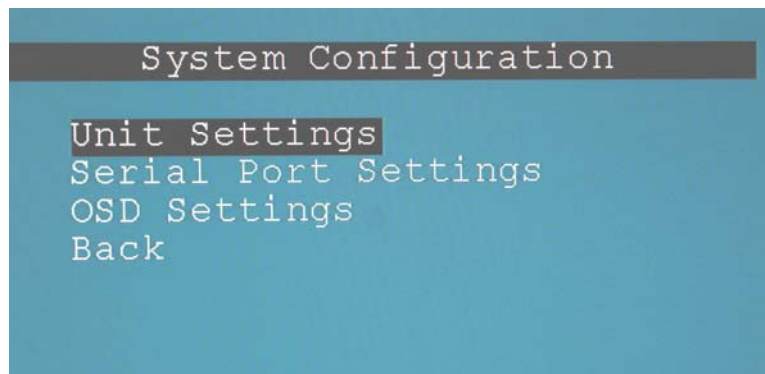 System Configuration
Unit Settings
Serial Port Settings
OSD Settings
Back